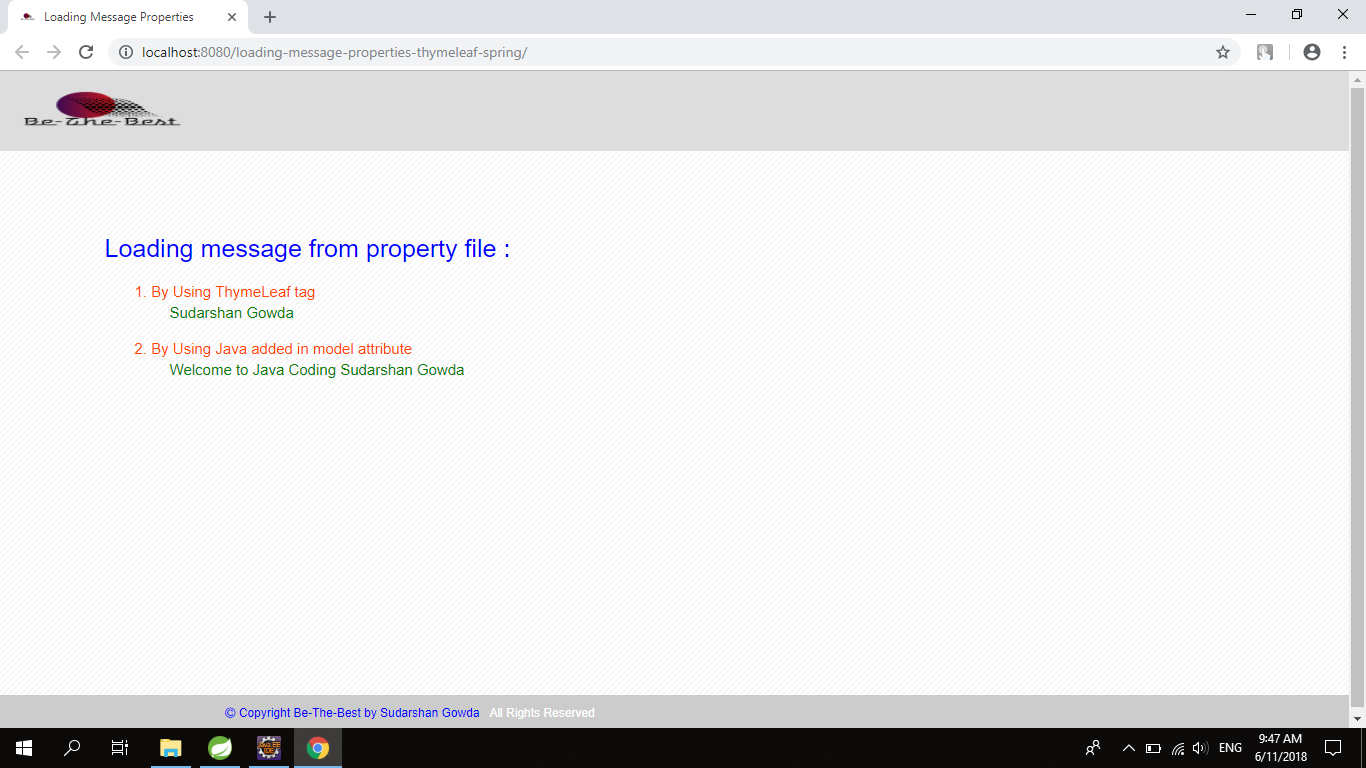 Loading Message Properties
localhost:8080/loading-message-properties-thymeleaf-spring/
Be-The-Best
Loading message from property file :
1. By Using ThymeLeaf tag
Sudarshan Gowda
2. By Using Java added in model attribute
Welcome to Java Coding Sudarshan Gowda
© Copyright Be-The-Best by Sudarshan Gowda All Rights Reserved
ENG
9:47 AM
6/11/2018